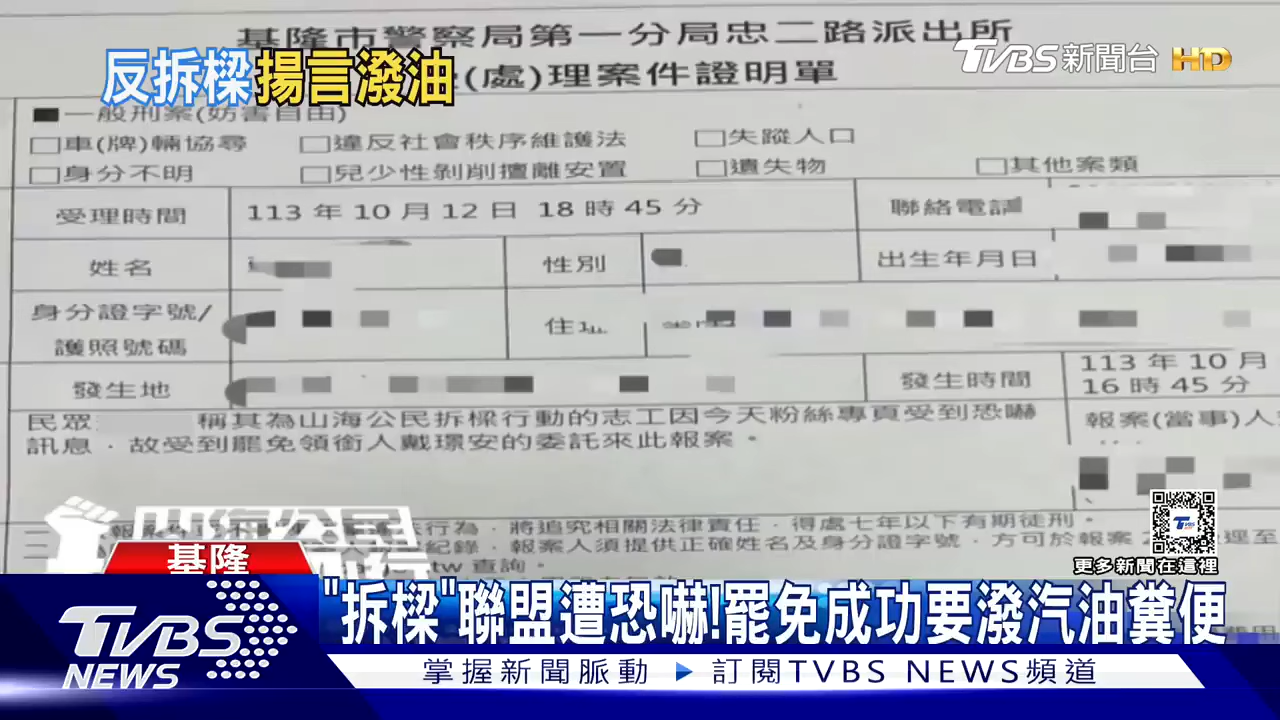 基隆市警察局第一分局忠二路派出所
TVBS新聞台 HD
反拆樑 揚言潑油
(處)理案件證明單
■一般刑案(妨害自由)
□車(牌)輛協尋 □違反社會秩序維護法 □失蹤人口
□身分不明 □兒少性剝削擅離安置 □遺失物 □其他案類
受理時間 113 年 10 月 12 日 18 時 45 分 聯絡電話
姓名 性別 出生年月日
身分證字號/
護照號碼
住
發生地 發生時間 113 年 10 月
16 時 45 分
民眾 稱其為山海公民拆樑行動的志工因今天粉絲專頁受到恐嚇
訊息,故受到罷免領銜人戴環安的委託來此報案。
報案(當事)人
山海公民
行為,將追究相關法律責任,得處七年以下有期徒刑。
紀錄,報案人須提供正確姓名及身分證字號,方可於報案
tw 查詢。
基隆
TVBS
更多新聞在這裡
"拆樑"聯盟遭恐嚇!罷免成功要潑汽油糞便
TVBS NEWS
掌握新聞脈動 ▶ 訂閱TVBS NEWS頻道